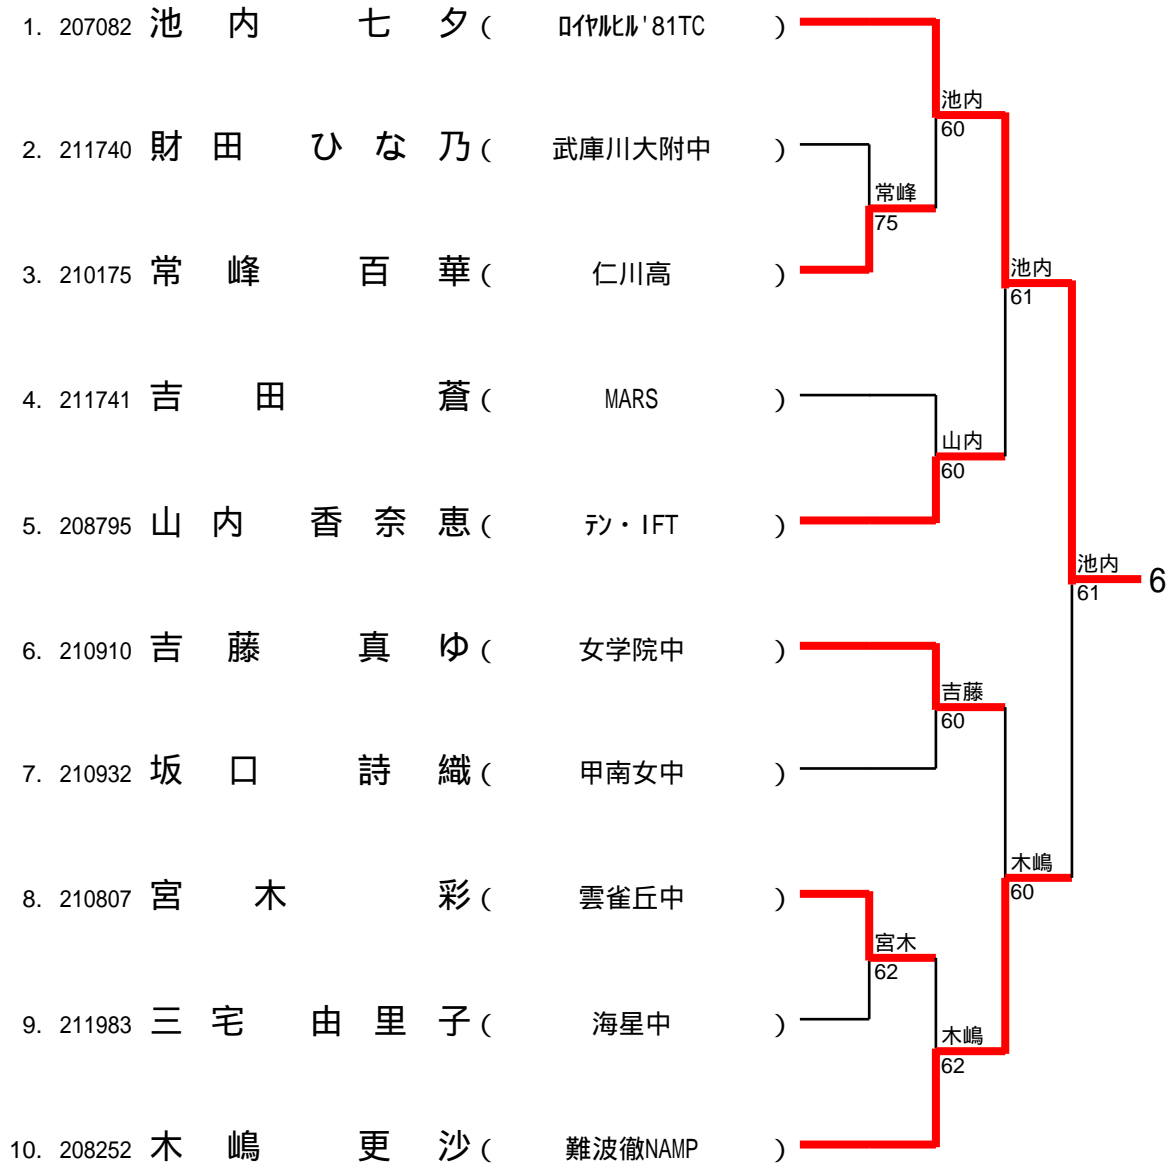 1. 207082 池内 七夕 ( ロイヤルヒル'81TC )
池内
60
2. 211740 財田 ひな乃 ( 武庫川大附中 )
常峰
75
3. 210175 常峰 百華 ( 仁川高 )
池内
61
4. 211741 吉田 蒼 ( MARS )
山内
60
5. 208795 山内 香奈恵 ( テン・IFT )
池内
61
6
6. 210910 吉藤 真ゆ ( 女学院中 )
吉藤
60
7. 210932 坂口 詩織 ( 甲南女中 )
木嶋
60
8. 210807 宮木 彩 ( 雲雀丘中 )
宮木
62
9. 211983 三宅 由里子 ( 海星中 )
木嶋
62
10. 208252 木嶋 更沙 ( 難波徹NAMP )